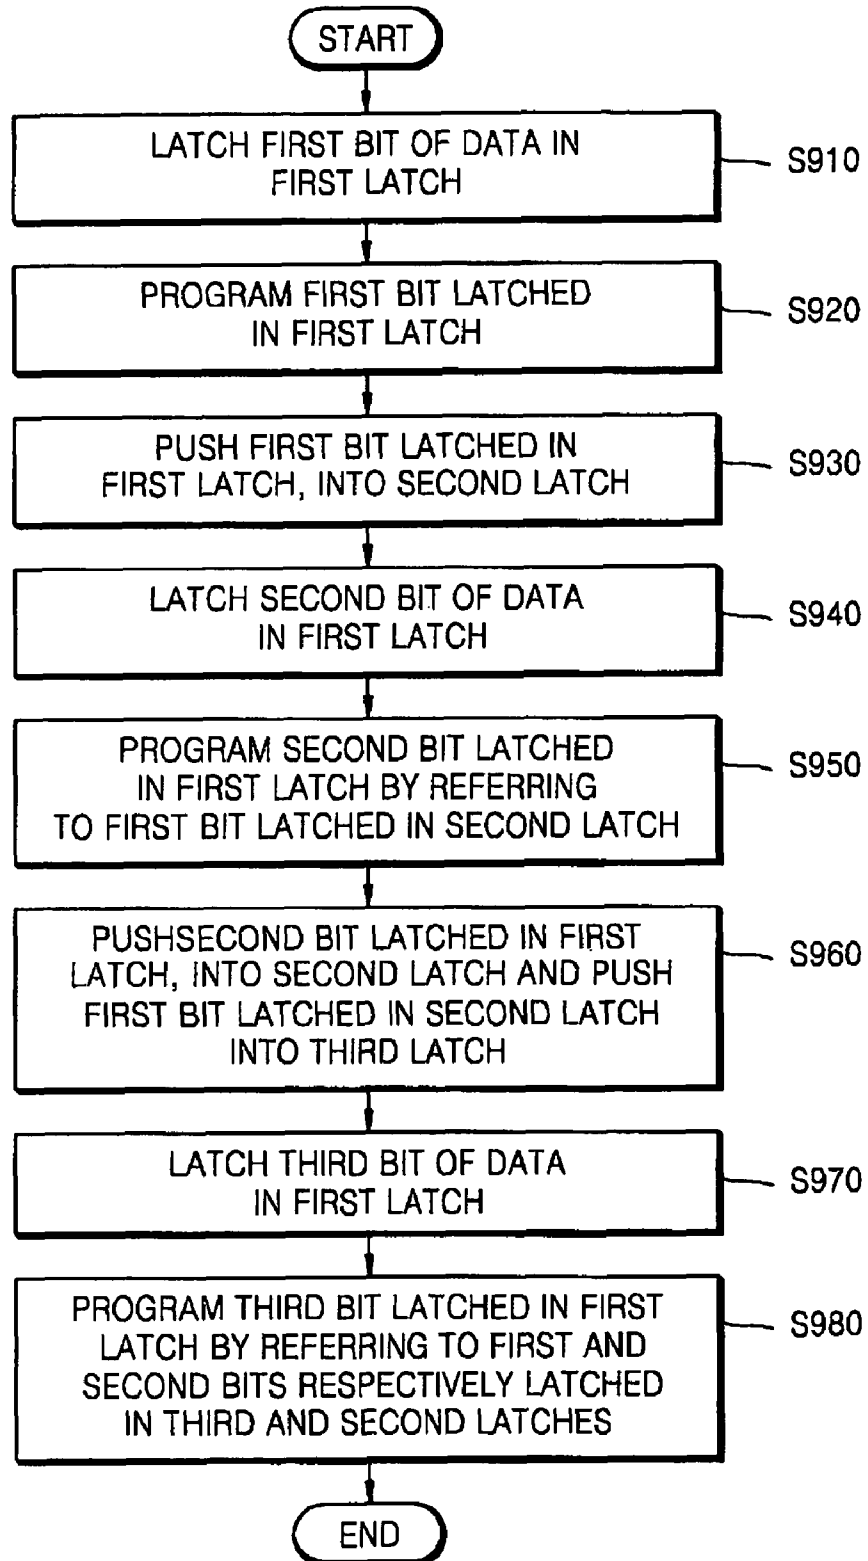 START
LATCH FIRST BIT OF DATA IN
FIRST LATCH
S910
PROGRAM FIRST BIT LATCHED
IN FIRST LATCH
S920
PUSH FIRST BIT LATCHED IN
FIRST LATCH, INTO SECOND LATCH
S930
LATCH SECOND BIT OF DATA
IN FIRST LATCH
S940
PROGRAM SECOND BIT LATCHED
IN FIRST LATCH BY REFERRING
TO FIRST BIT LATCHED IN SECOND LATCH
S950
PUSHSECOND BIT LATCHED IN FIRST
LATCH, INTO SECOND LATCH AND PUSH
FIRST BIT LATCHED IN SECOND LATCH
INTO THIRD LATCH
S960
LATCH THIRD BIT OF DATA
IN FIRST LATCH
S970
PROGRAM THIRD BIT LATCHED IN FIRST
LATCH BY REFERRING TO FIRST AND
SECOND BITS RESPECTIVELY LATCHED
IN THIRD AND SECOND LATCHES
S980
END